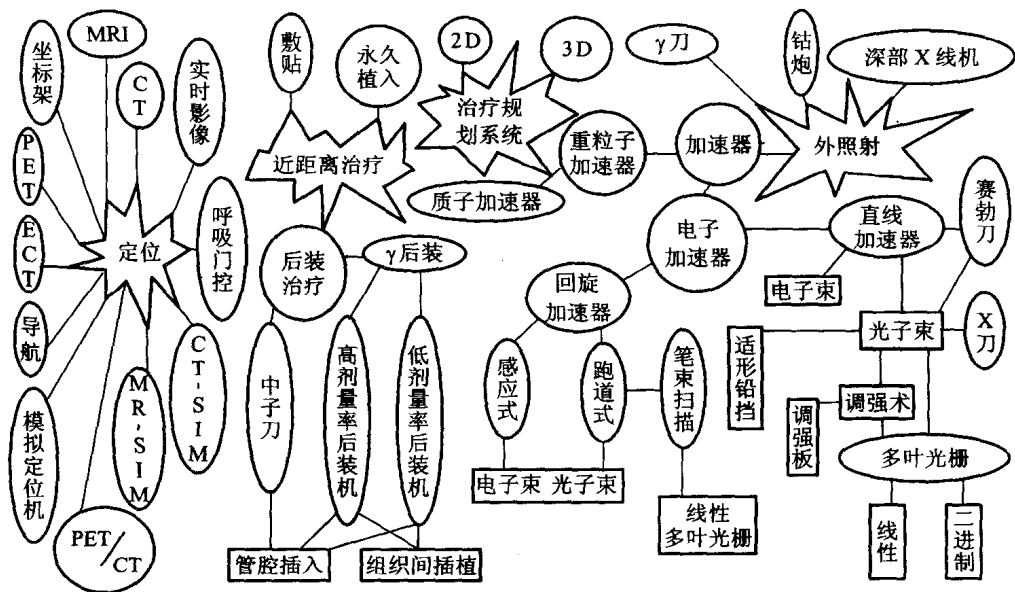 MRI
坐标架
CT
实时影像
PET
ECT
定位
呼吸门控
导航
模拟定位机
MR-SIM
CT-SIM
PET/CT
敷贴
永久植入
近距离治疗
后装治疗
γ后装
中子刀
高剂量率后装机
低剂量率后装机
管腔插入
组织间插植
2D
3D
治疗规
划系统
γ刀
钴炮
深部X线机
外照射
加速器
重粒子
加速器
质子加速器
电子
加速器
直线
加速器
赛勃刀
电子束
回旋
加速器
感应式
跑道式
笔束扫描
电子束 光子束
线性
多叶光栅
适形铅挡
光子束
X刀
调强术
调强板
多叶光栅
线性
二进制